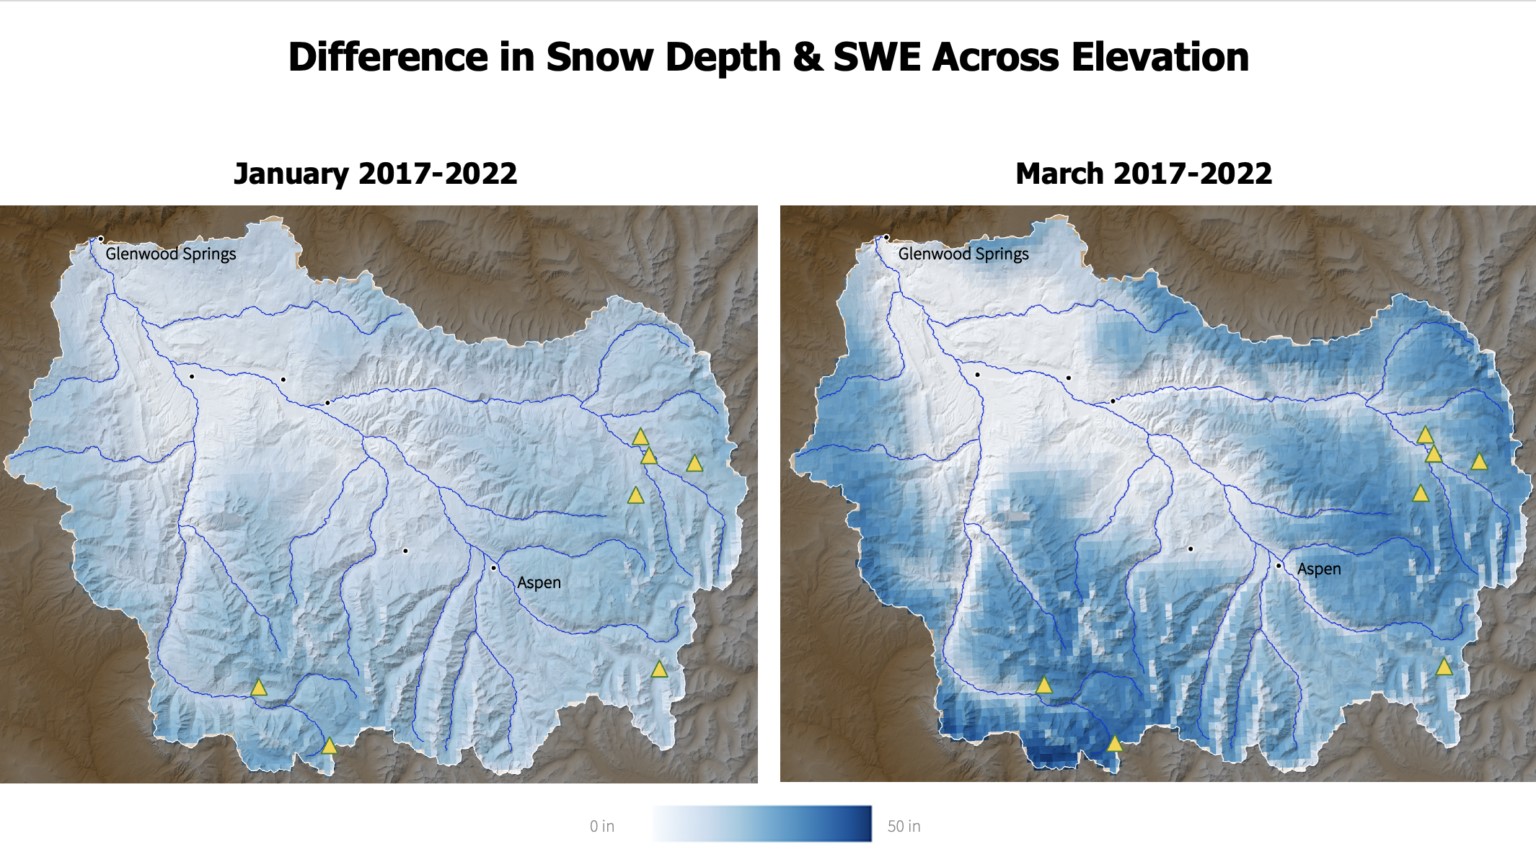 Difference in Snow Depth & SWE Across Elevation
January 2017-2022
March 2017-2022
Glenwood Springs
Aspen
Glenwood Springs
Aspen
0 in
50 in